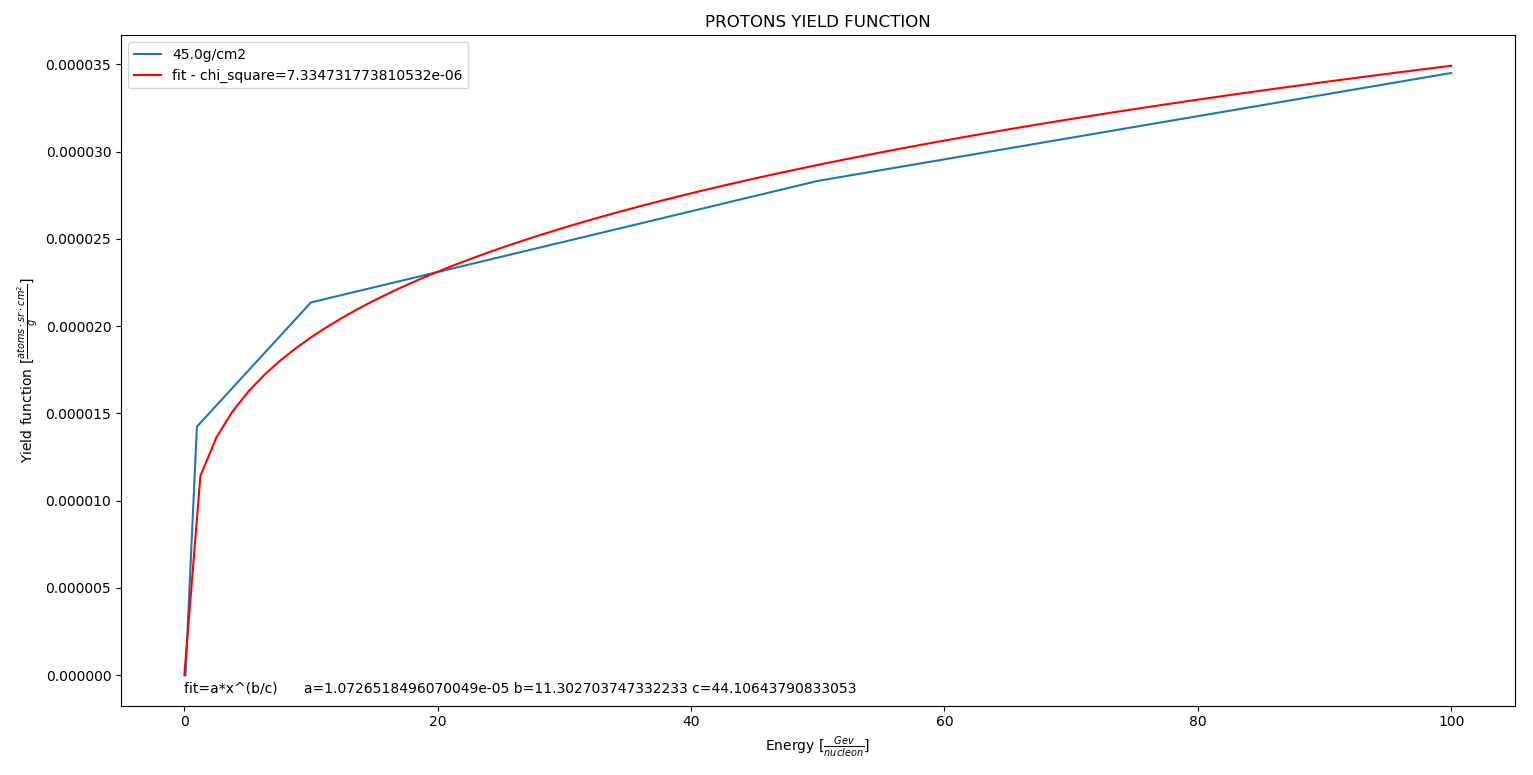 PROTONS YIELD FUNCTION
45.0g/cm2
fit - chi_square=7.334731773810532e-06
0.000035
0.000030
0.000025
0.000020
0.000015
0.000010
0.000005
0.000000
Yield function [atoms·sr·cm²/g]
fit=a*x^(b/c)      a=1.0726518496070049e-05 b=11.302703747332233 c=44.10643790833053
0 20 40 60 80 100
Energy [Gev/nucleon]